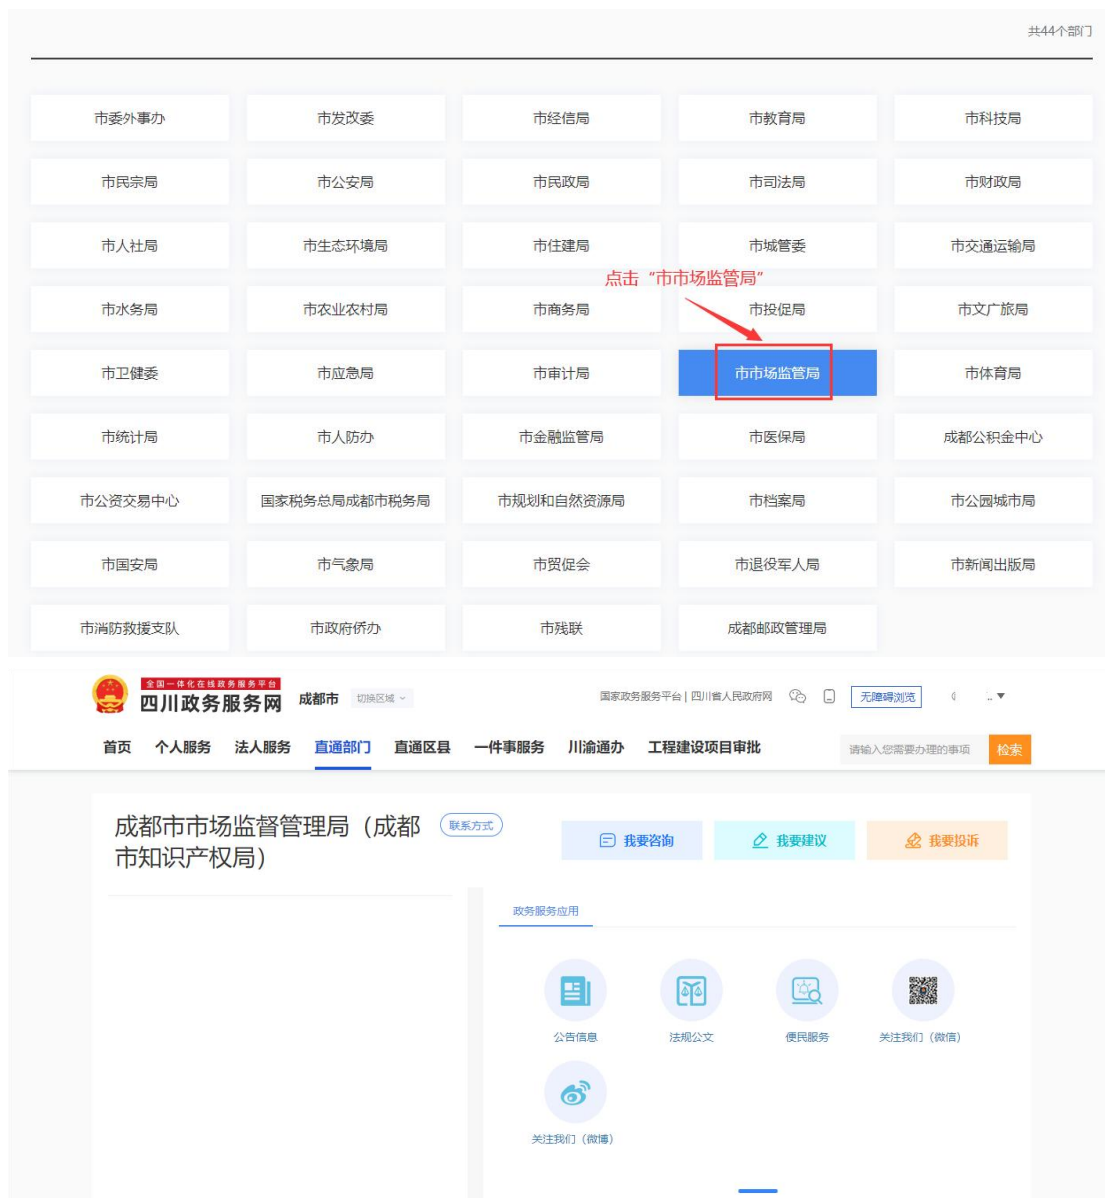 共44个部门
市委外事办 市发改委 市经信局 市教育局 市科技局
市民宗局 市公安局 市民政局 市司法局 市财政局
市人社局 市生态环境局 市住建局 市城管委 市交通运输局
点击“市市场监管局”
市水务局 市农业农村局 市商务局 市投促局 市文广旅局
市卫健委 市应急局 市审计局 市市场监管局 市体育局
市统计局 市人防办 市金融监管局 市医保局 成都公积金中心
市公资交易中心 国家税务总局成都市税务局 市规划和自然资源局 市档案局 市公园城市局
市国安局 市气象局 市贸促会 市退役军人局 市新闻出版局
市消防救援支队 市政府侨办 市残联 成都邮政管理局
全国一体化在线政务服务平台
四川政务服务网 成都市 切换区域 国家政务服务平台 | 四川省人民政府网 无障碍浏览
首页 个人服务 法人服务 直通部门 直通区县 一件事服务 川渝通办 工程建设项目审批 请输入您需要办理的事项 检索
成都市市场监督管理局（成都 联系方式 我要咨询 我要建议 我要投诉
市知识产权局）
政务服务应用
公告信息 法规公文 便民服务 关注我们（微信）
关注我们（微博）